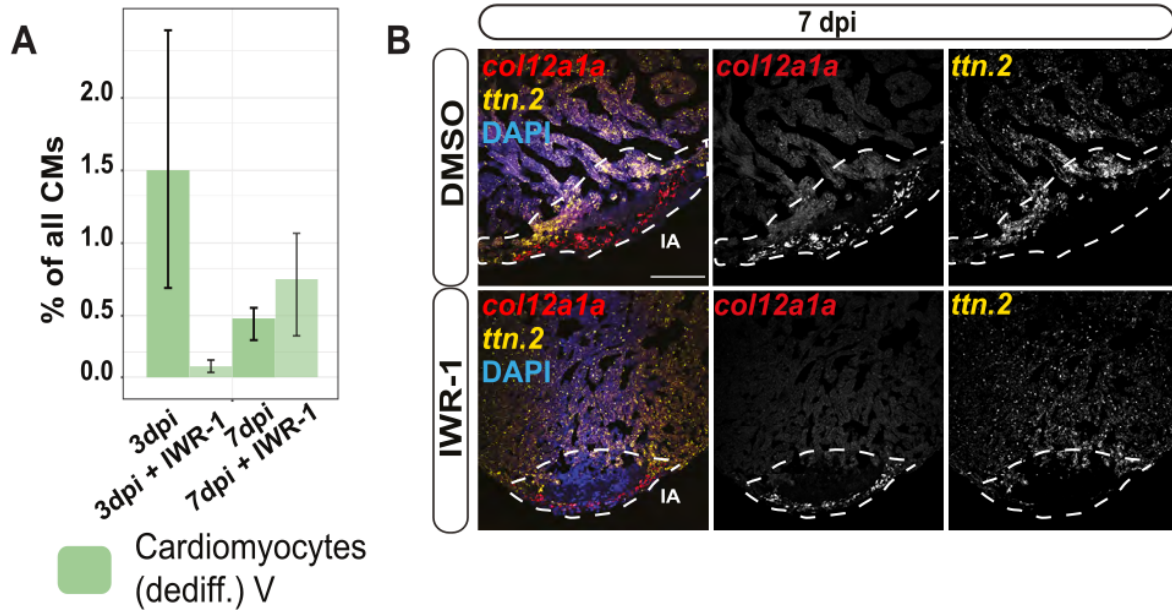 A
% of all CMs
2.0
1.5
1.0
0.5
0.0
3dpi
3dpi + IWR-1
7dpi
7dpi + IWR-1
Cardiomyocytes
(dediff.) V
B
7 dpi
DMSO
col12a1a
ttn.2
DAPI
IA
col12a1a
ttn.2
IWR-1
col12a1a
ttn.2
DAPI
IA
col12a1a
ttn.2